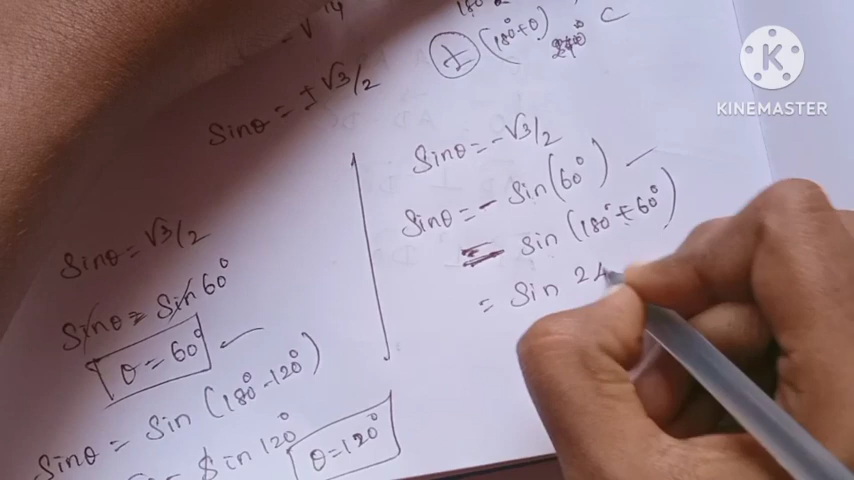 (180°+θ) C
KINEMASTER
Sinθ = ± √3/2
Sinθ = √3/2
Sinθ = Sin 60°
θ = 60°
Sinθ = Sin (180° - 120°)
= Sin 120°
θ = 120°
Sinθ = - √3/2
Sinθ = - Sin (60°)
Sin (180° + 60°)
= Sin 24